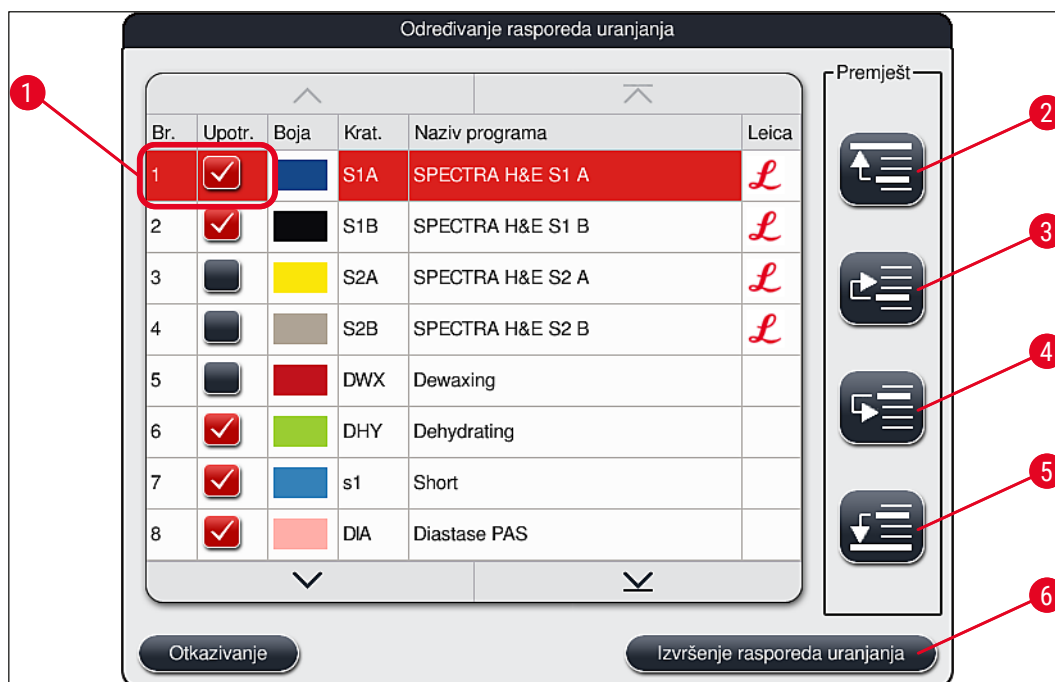 Određivanje rasporeda uranjanja
Premješt
Br. Upotr. Boja Krat. Naziv programa Leica
1 S1A SPECTRA H&E S1 A L
2 S1B SPECTRA H&E S1 B L
3 S2A SPECTRA H&E S2 A L
4 S2B SPECTRA H&E S2 B L
5 DWX Dewaxing
6 DHY Dehydrating
7 s1 Short
8 DIA Diastase PAS
Otkazivanje
Izvršenje rasporeda uranjanja
1
2
3
4
5
6